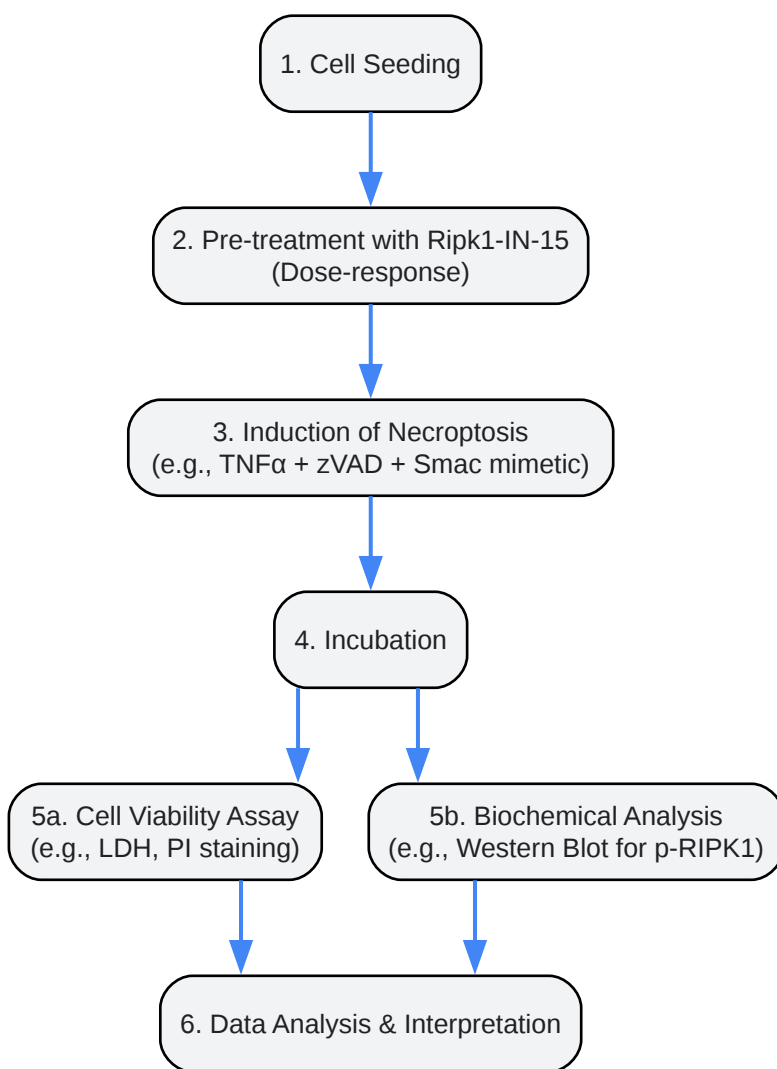 1. Cell Seeding
2. Pre-treatment with Ripk1-IN-15
(Dose-response)
3. Induction of Necroptosis
(e.g., TNFα + zVAD + Smac mimetic)
4. Incubation
5a. Cell Viability Assay
(e.g., LDH, PI staining)
5b. Biochemical Analysis
(e.g., Western Blot for p-RIPK1)
6. Data Analysis & Interpretation